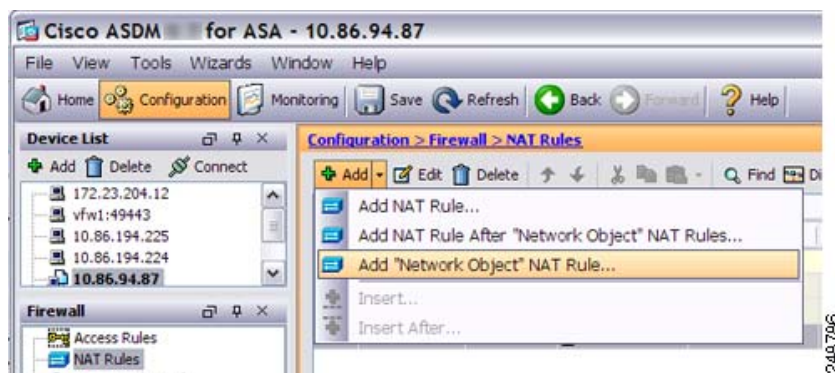 Cisco ASDM for ASA - 10.86.94.87
File View Tools Wizards Window Help
Home Configuration Monitoring Save Refresh Back Forward Help
Device List
Add Delete Connect
172.23.204.12
vfw1:49443
10.86.194.225
10.86.194.224
10.86.94.87
Firewall
Access Rules
NAT Rules
Configuration > Firewall > NAT Rules
Add Edit Delete Find Di
Add NAT Rule...
Add NAT Rule After "Network Object" NAT Rules...
Add "Network Object" NAT Rule...
Insert...
Insert After...
248796